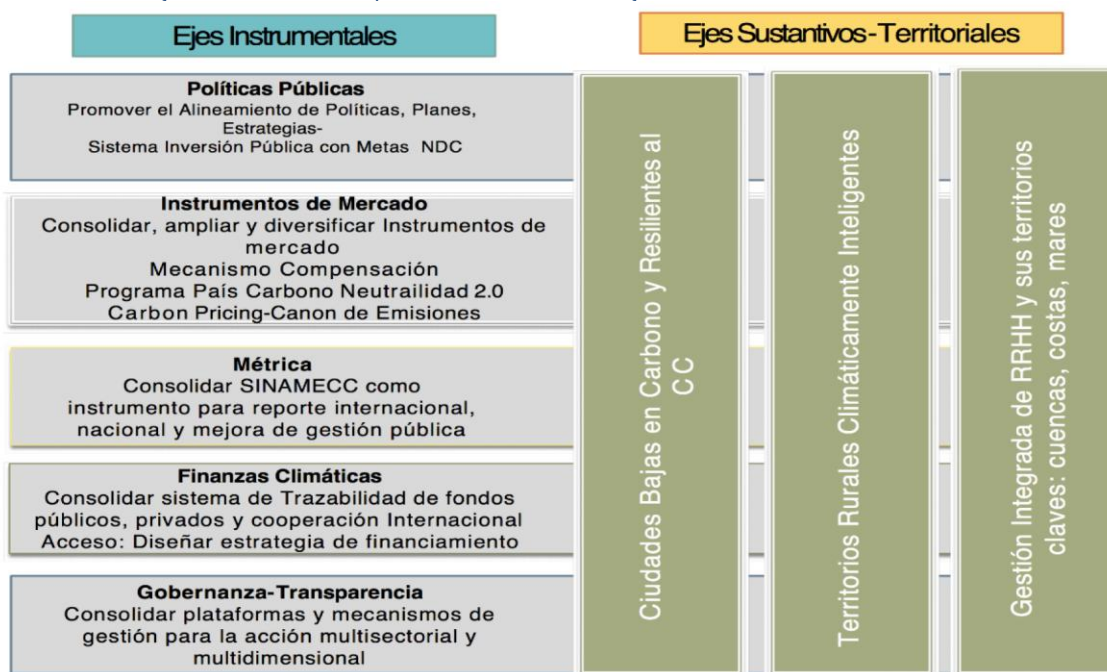 Ejes Instrumentales
Ejes Sustantivos-Territoriales
Políticas Públicas
Promover el Alineamiento de Políticas, Planes,
Estrategias-
Sistema Inversión Pública con Metas NDC
Instrumentos de Mercado
Consolidar, ampliar y diversificar Instrumentos de
mercado
Mecanismo Compensación
Programa País Carbono Neutrailidad 2.0
Carbon Pricing-Canon de Emisiones
Métrica
Consolidar SINAMECC como
instrumento para reporte internacional,
nacional y mejora de gestión pública
Finanzas Climáticas
Consolidar sistema de Trazabilidad de fondos
públicos, privados y cooperación Internacional
Acceso: Diseñar estrategia de financiamiento
Gobernanza-Transparencia
Consolidar plataformas y mecanismos de
gestión para la acción multisectorial y
multidimensional
Ciudades Bajas en Carbono y Resilientes al
CC
Territorios Rurales Climáticamente Inteligentes
Gestión Integrada de RRHH y sus territorios
claves: cuencas, costas, mares